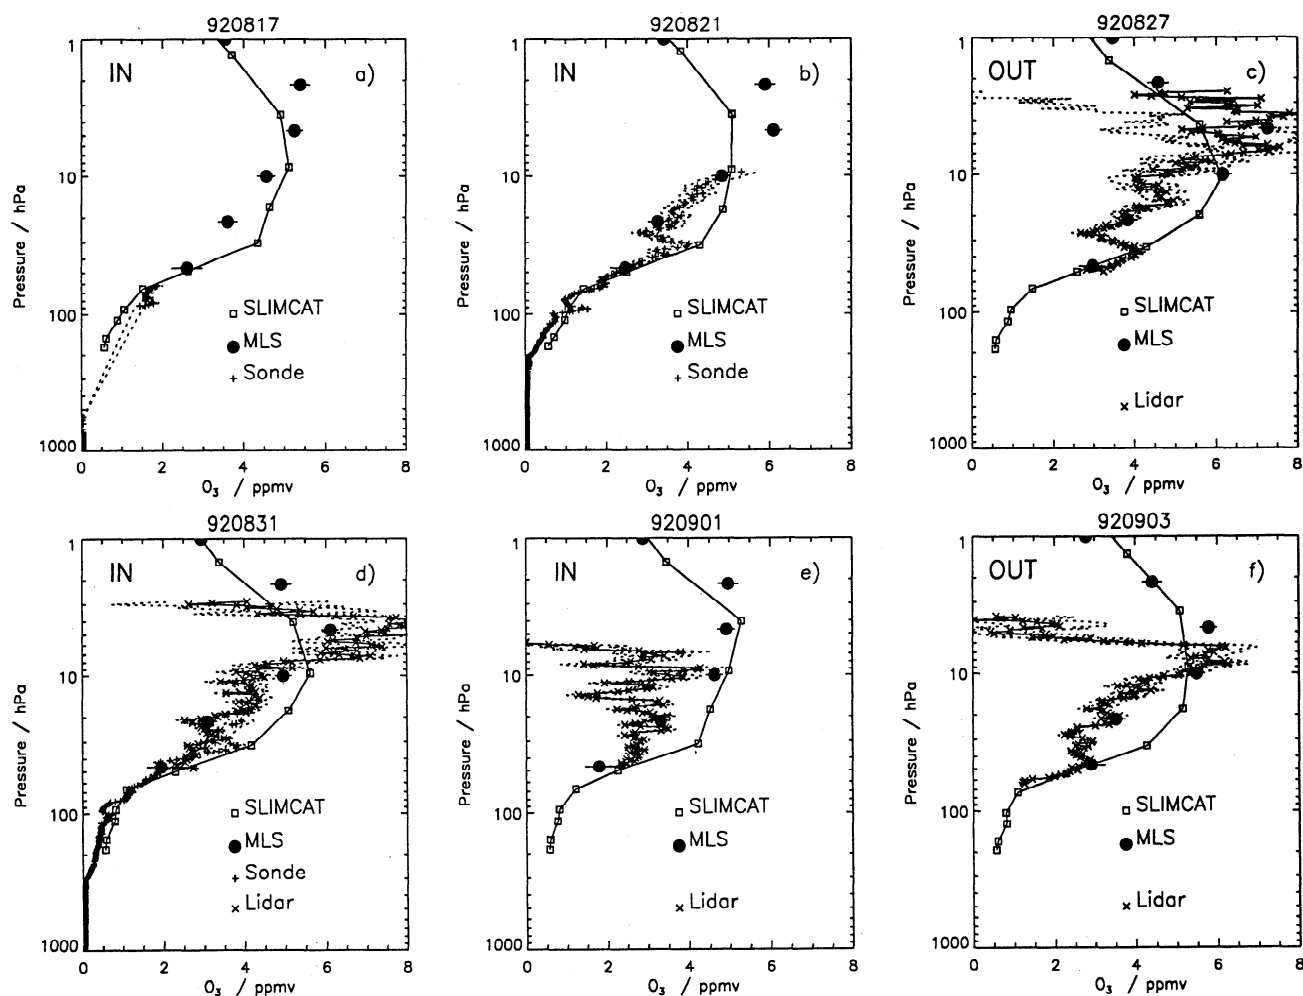 920817
IN
a)
1
10
100
1000
Pressure / hPa
SLIMCAT
MLS
Sonde
0 2 4 6 8
O3 / ppmv
920821
IN
b)
1
10
100
1000
Pressure / hPa
SLIMCAT
MLS
Sonde
0 2 4 6 8
O3 / ppmv
920827
OUT
c)
1
10
100
1000
Pressure / hPa
SLIMCAT
MLS
Lidar
0 2 4 6 8
O3 / ppmv
920831
IN
d)
1
10
100
1000
Pressure / hPa
SLIMCAT
MLS
Sonde
Lidar
0 2 4 6 8
O3 / ppmv
920901
IN
e)
1
10
100
1000
Pressure / hPa
SLIMCAT
MLS
Lidar
0 2 4 6 8
O3 / ppmv
920903
OUT
f)
1
10
100
1000
Pressure / hPa
SLIMCAT
MLS
Lidar
0 2 4 6 8
O3 / ppmv